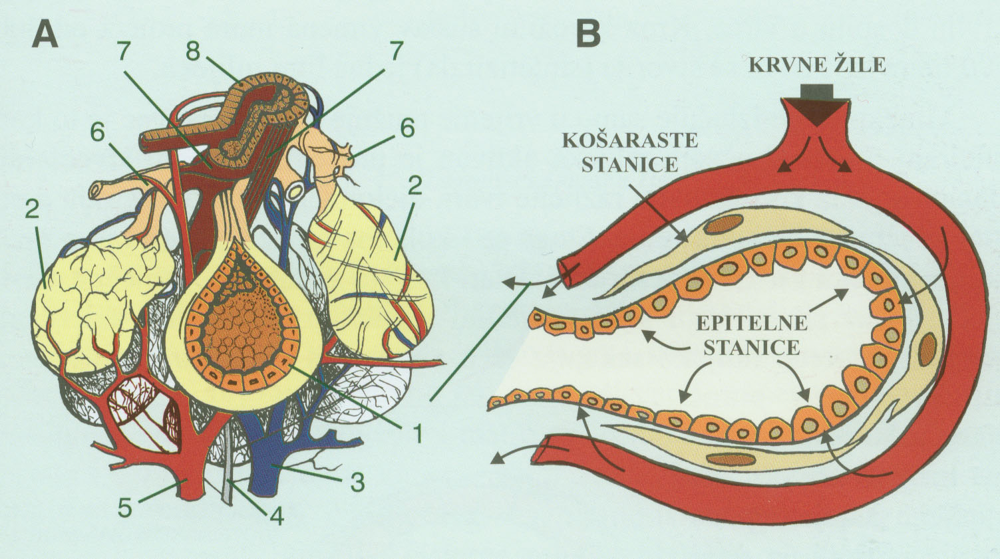 A
B
7
8
7
KRVNE ŽILE
6
6
KOŠARASTE
STANICE
2
2
EPITELNE
STANICE
1
3
5
4